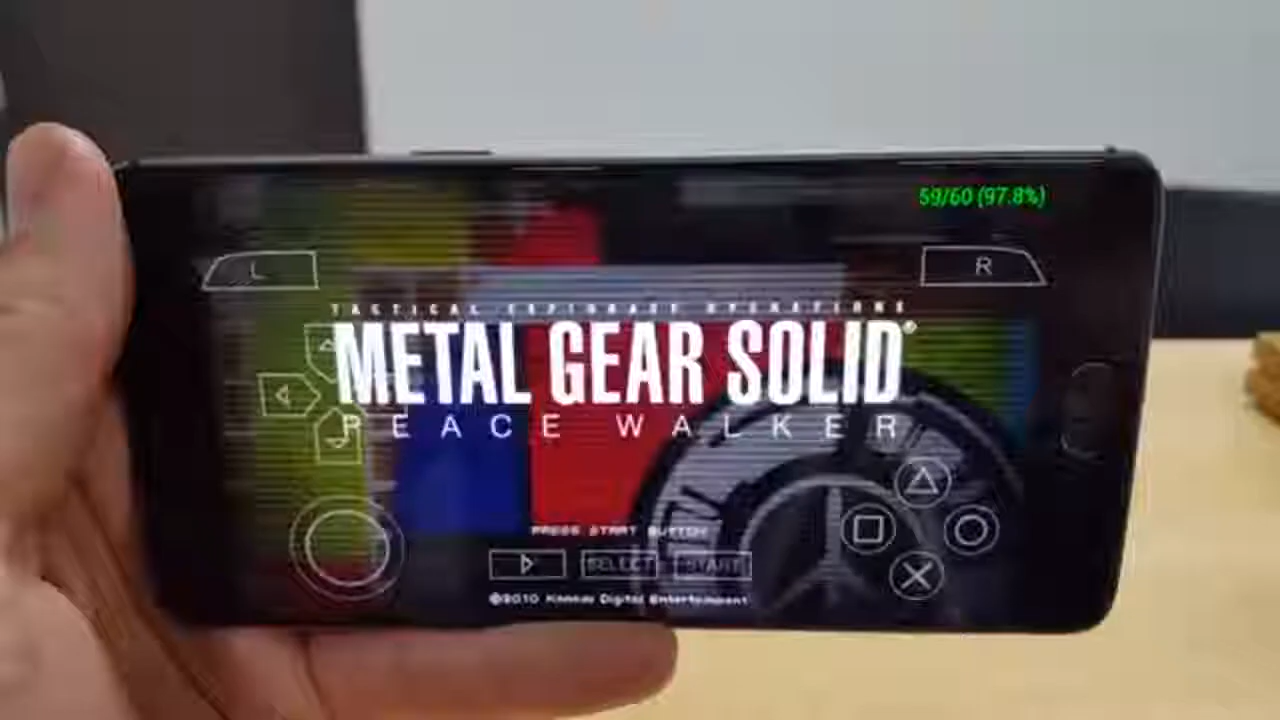 59/60 (97.8%)
L
R
TACTICAL ESPIONAGE OPERATIONS
METAL GEAR SOLID®
PEACE WALKER
PRESS START BUTTON
SELECT
START
©2010 Konami Digital Entertainment